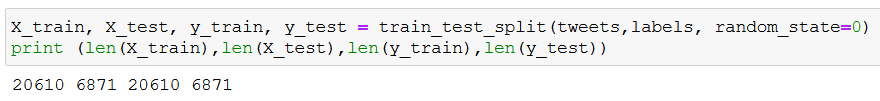 X_train, X_test, y_train, y_test = train_test_split(tweets,labels, random_state=0)
print (len(X_train),len(X_test),len(y_train),len(y_test))
20610 6871 20610 6871